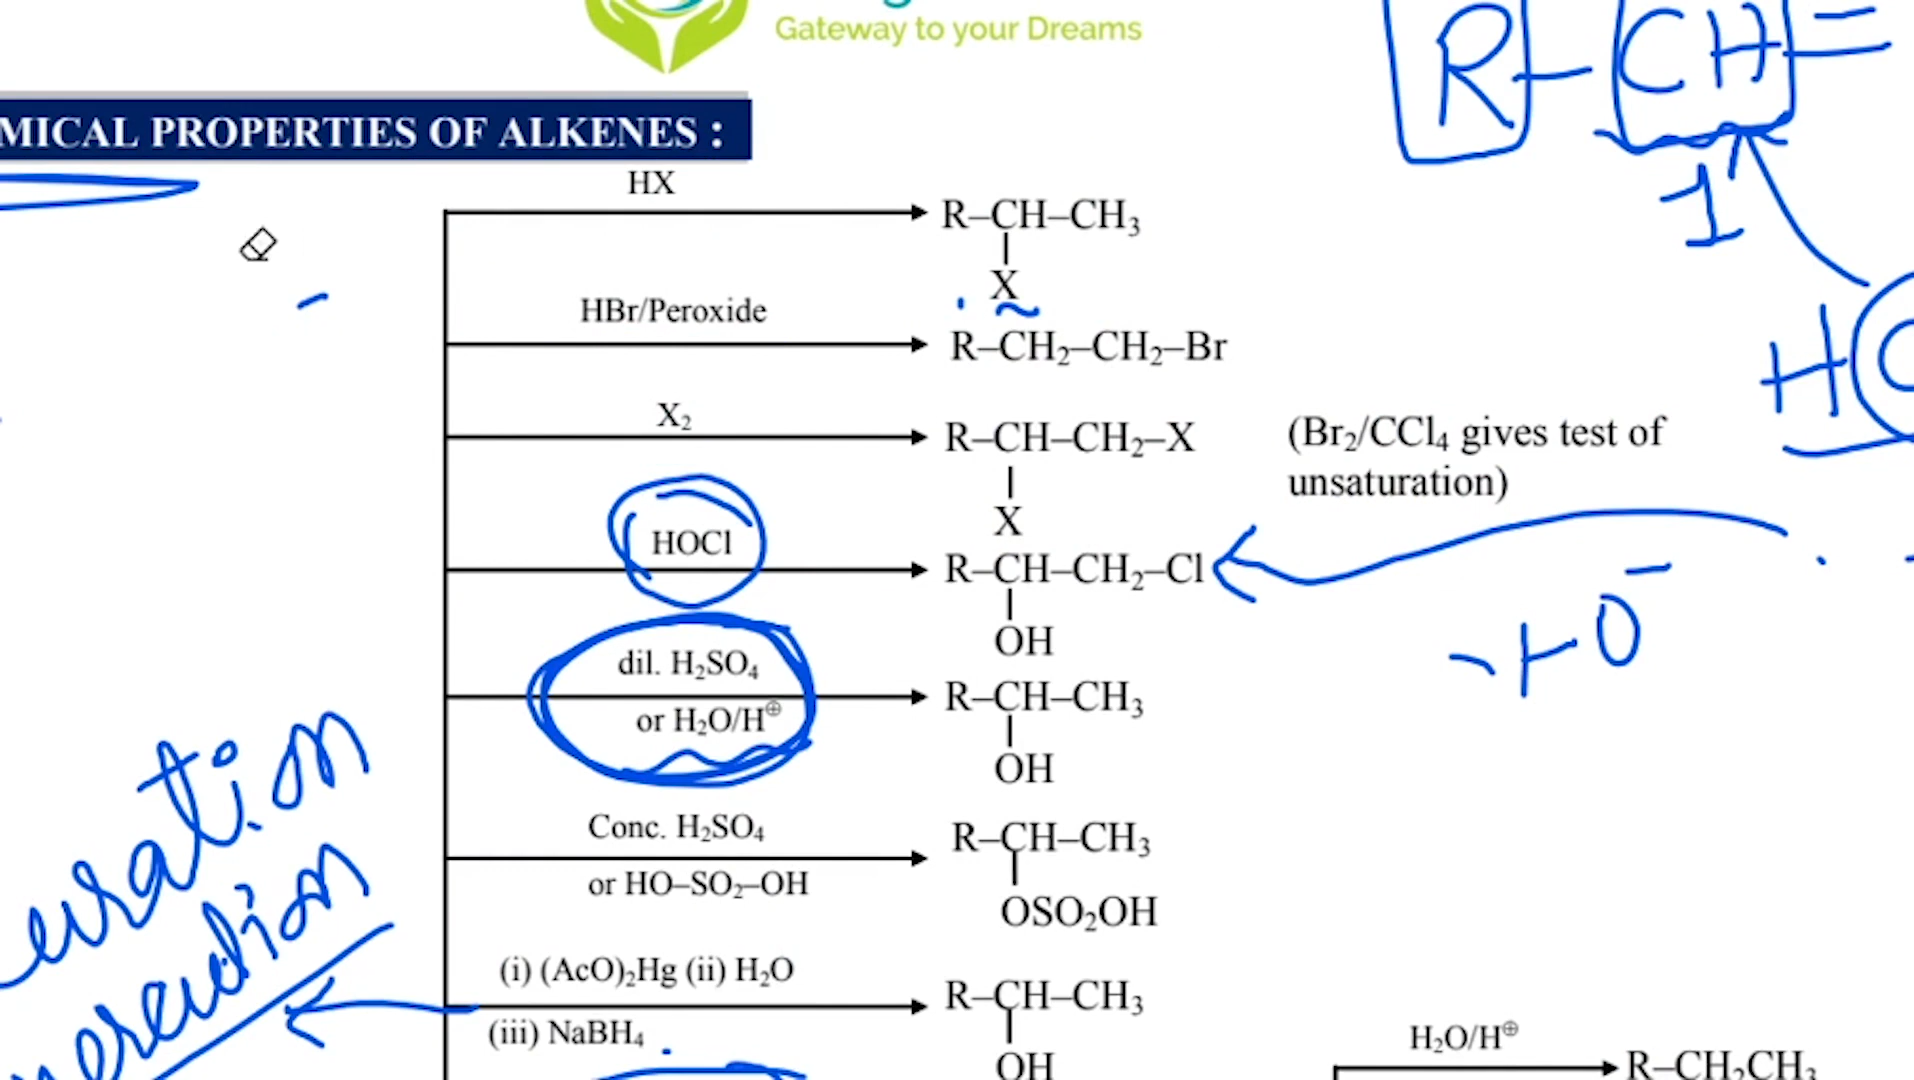 Gateway to your Dreams
R-CH=
MICAL PROPERTIES OF ALKENES :
1
HX
R–CH–CH₃
X
HBr/Peroxide
R–CH₂–CH₂–Br
H
X₂
R–CH–CH₂–X
X
(Br₂/CCl₄ gives test of
unsaturation)
HOCl
R–CH–CH₂–Cl
OH
dil. H₂SO₄
or H₂O/H⊕
R–CH–CH₃
OH
Conc. H₂SO₄
or HO–SO₂–OH
R–CH–CH₃
OSO₂OH
(i) (AcO)₂Hg (ii) H₂O
(iii) NaBH₄
R–CH–CH₃
OH
H₂O/H⊕
R–CH₂CH₃